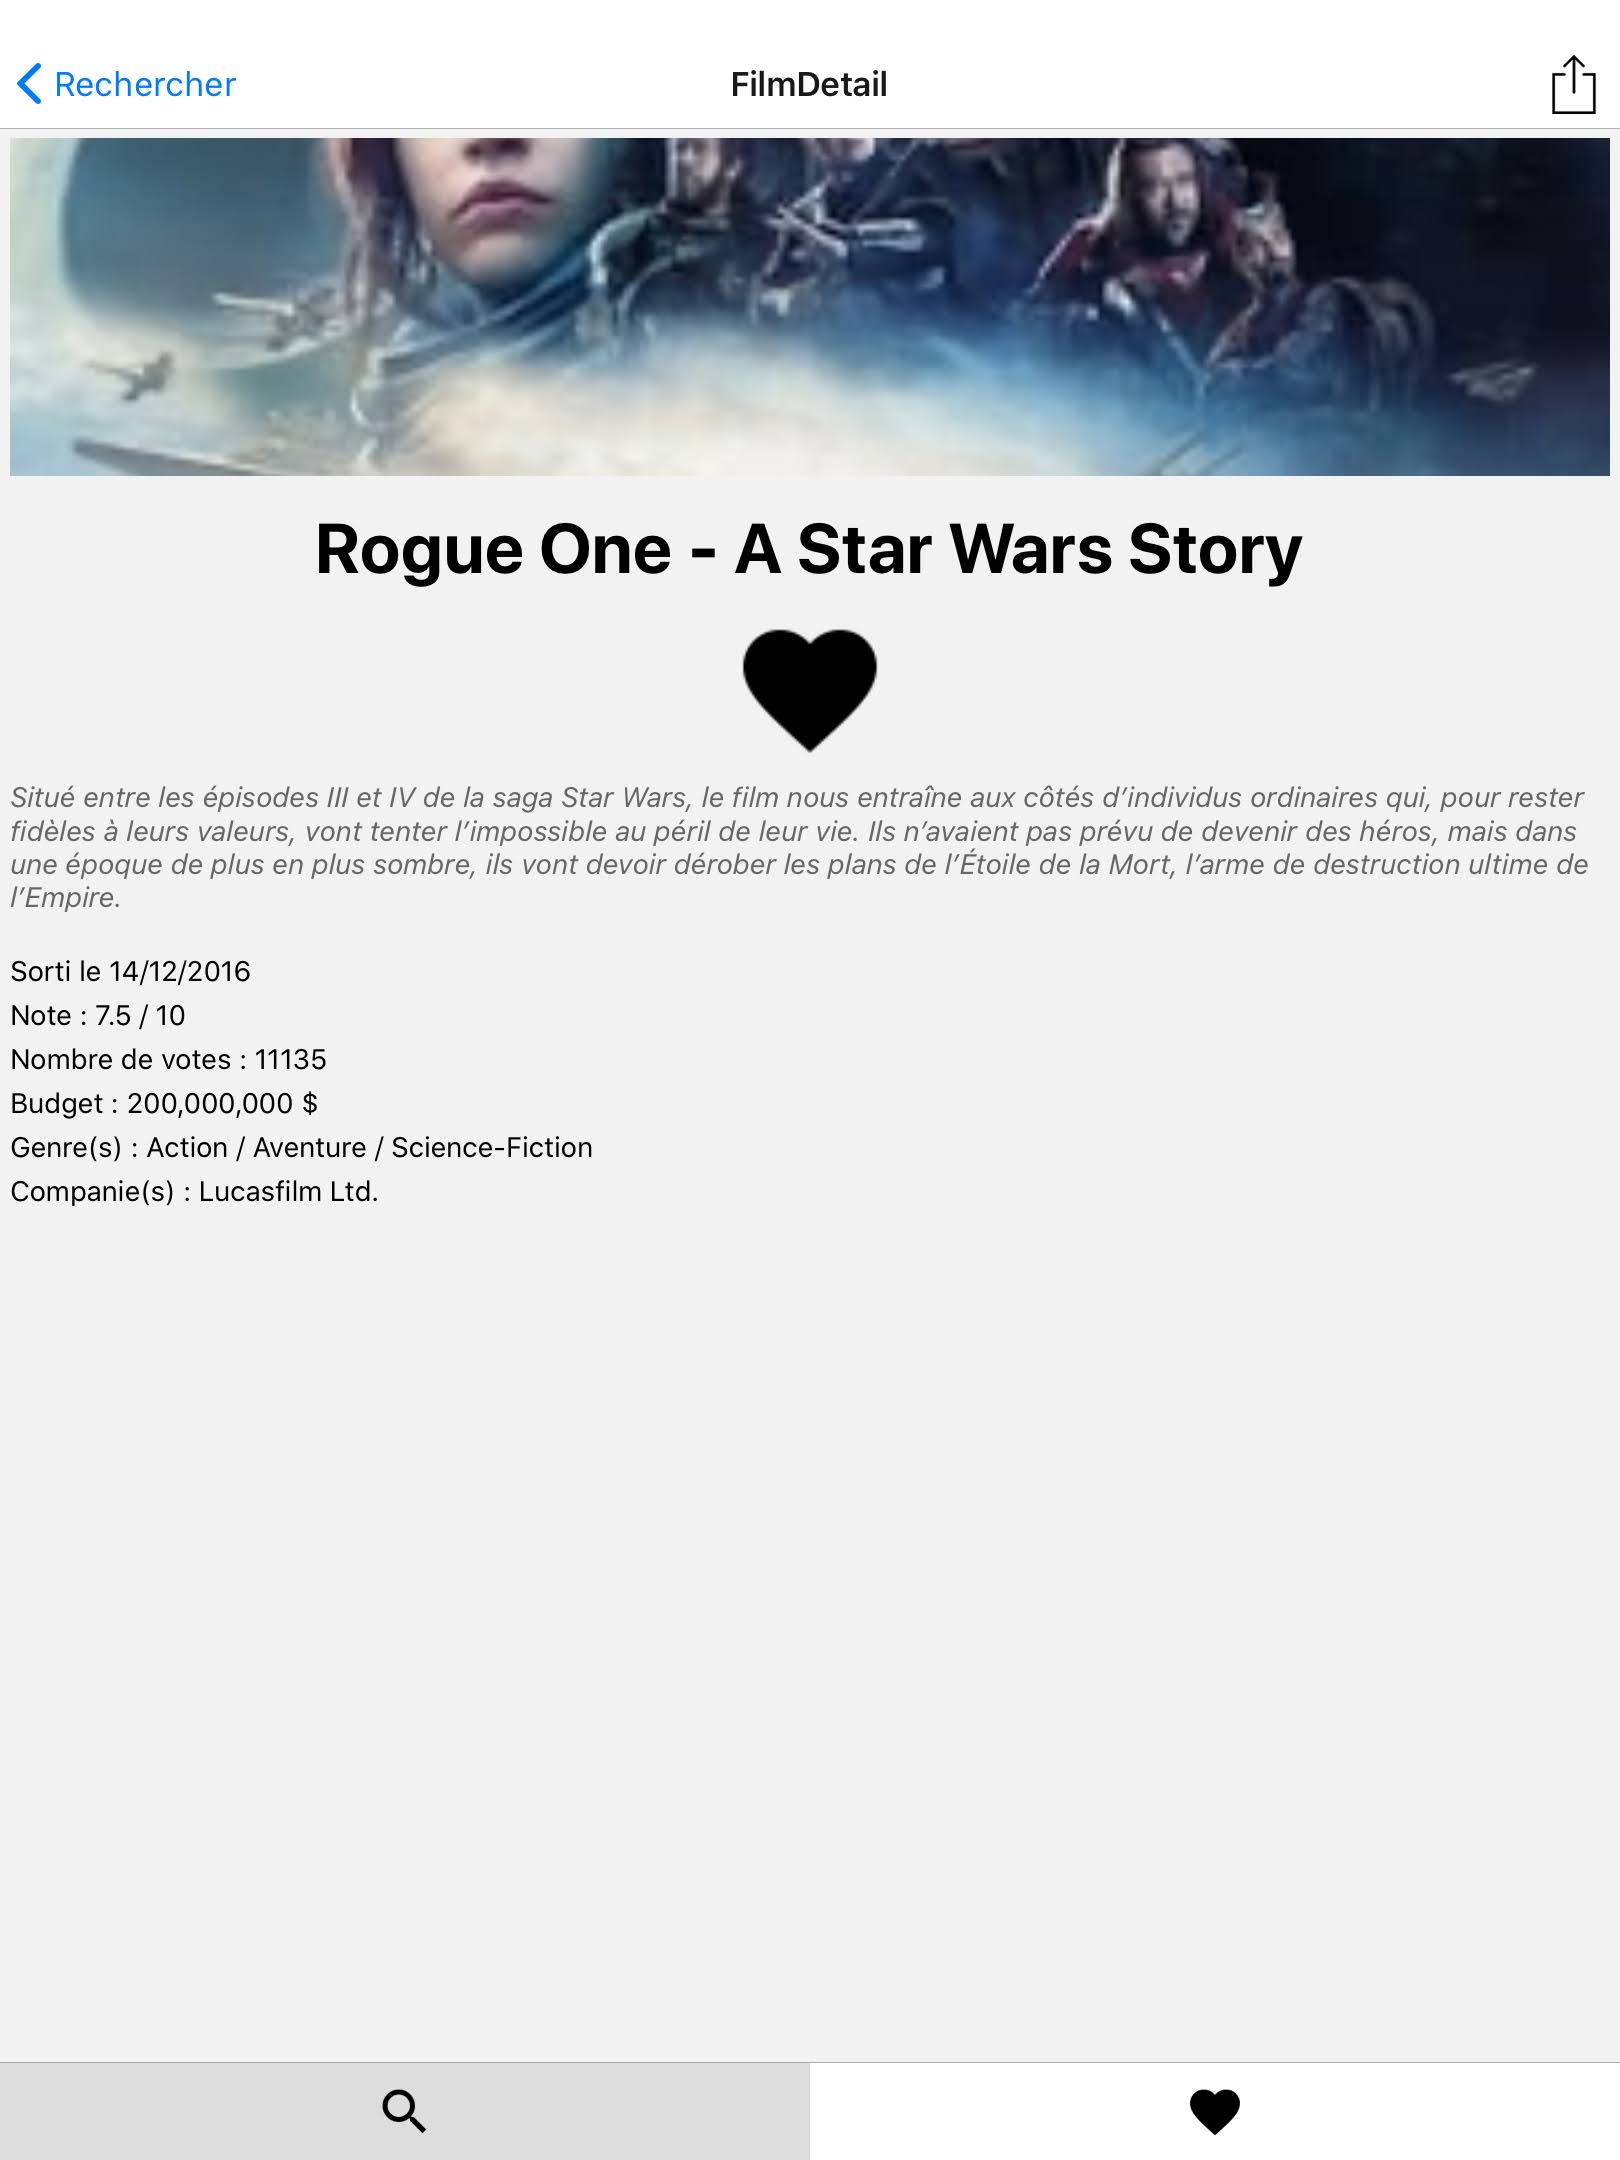 Rechercher
FilmDetail
Rogue One - A Star Wars Story
Situé entre les épisodes III et IV de la saga Star Wars, le film nous entraîne aux côtés d’individus ordinaires qui, pour rester
fidèles à leurs valeurs, vont tenter l’impossible au péril de leur vie. Ils n’avaient pas prévu de devenir des héros, mais dans
une époque de plus en plus sombre, ils vont devoir dérober les plans de l’Étoile de la Mort, l’arme de destruction ultime de
l’Empire.
Sorti le 14/12/2016
Note : 7.5 / 10
Nombre de votes : 11135
Budget : 200,000,000 $
Genre(s) : Action / Aventure / Science-Fiction
Companie(s) : Lucasfilm Ltd.